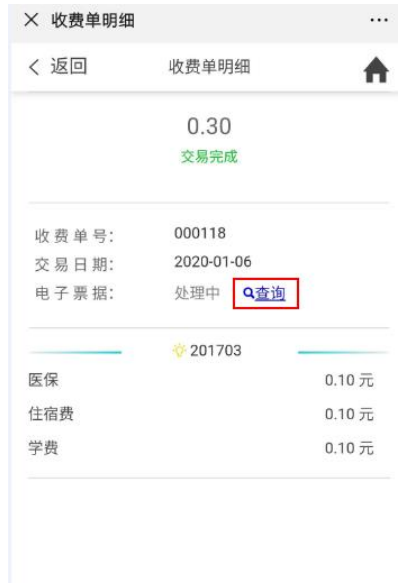 收费单明细 ...
返回 收费单明细
0.30
交易完成
收费单号: 000118
交易日期: 2020-01-06
电子票据: 处理中 查询
201703
医保 0.10 元
住宿费 0.10 元
学费 0.10 元